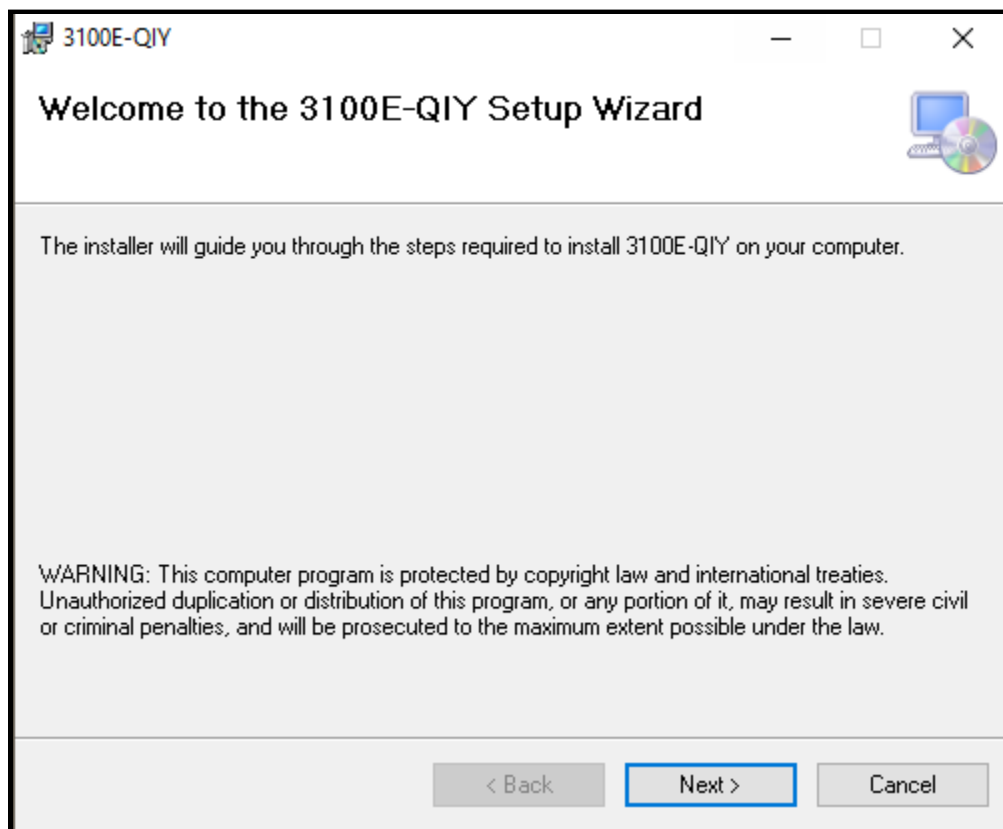 3100E-QIY
Welcome to the 3100E-QIY Setup Wizard
The installer will guide you through the steps required to install 3100E-QIY on your computer.
WARNING: This computer program is protected by copyright law and international treaties.
Unauthorized duplication or distribution of this program, or any portion of it, may result in severe civil
or criminal penalties, and will be prosecuted to the maximum extent possible under the law.
< Back Next > Cancel